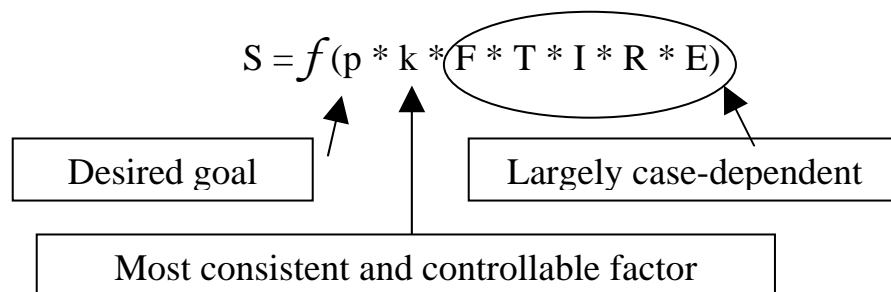 S = f(p * k * F * T * I * R * E)
Desired goal
Largely case-dependent
Most consistent and controllable factor